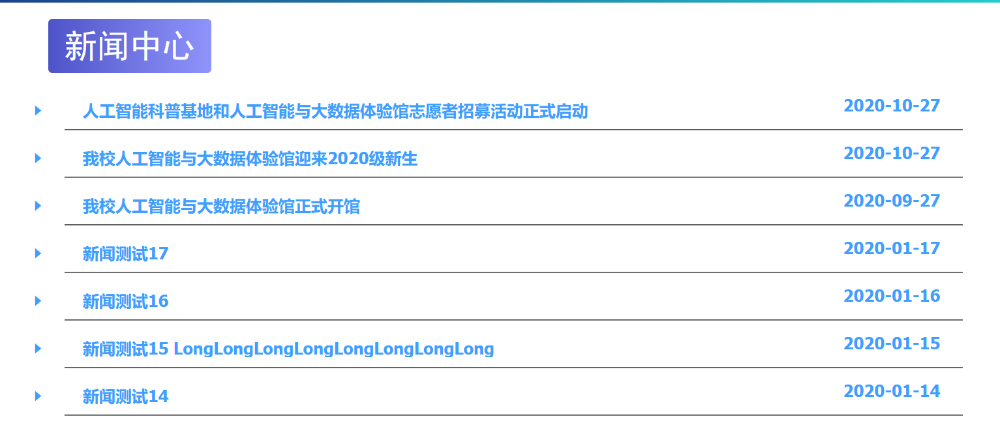 新闻中心
人工智能科普基地和人工智能与大数据体验馆志愿者招募活动正式启动 2020-10-27
我校人工智能与大数据体验馆迎来2020级新生 2020-10-27
我校人工智能与大数据体验馆正式开馆 2020-09-27
新闻测试17 2020-01-17
新闻测试16 2020-01-16
新闻测试15 LongLongLongLongLongLongLongLong 2020-01-15
新闻测试14 2020-01-14